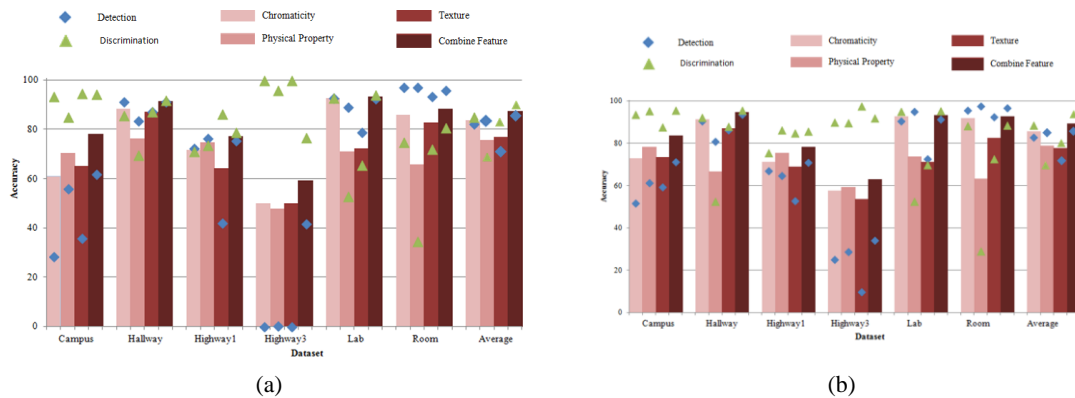 Detection
Chromaticity
Texture
Discrimination
Physical Property
Combine Feature
100
80
60
40
20
0
Accuracy
Campus
Hallway
Highway1
Highway3
Lab
Room
Average
Dataset
(a)
Detection
Chromaticity
Texture
Discrimination
Physical Property
Combine Feature
100
80
60
40
20
0
Accuracy
Campus
Hallway
Highway1
Highway3
Lab
Room
Average
Dataset
(b)